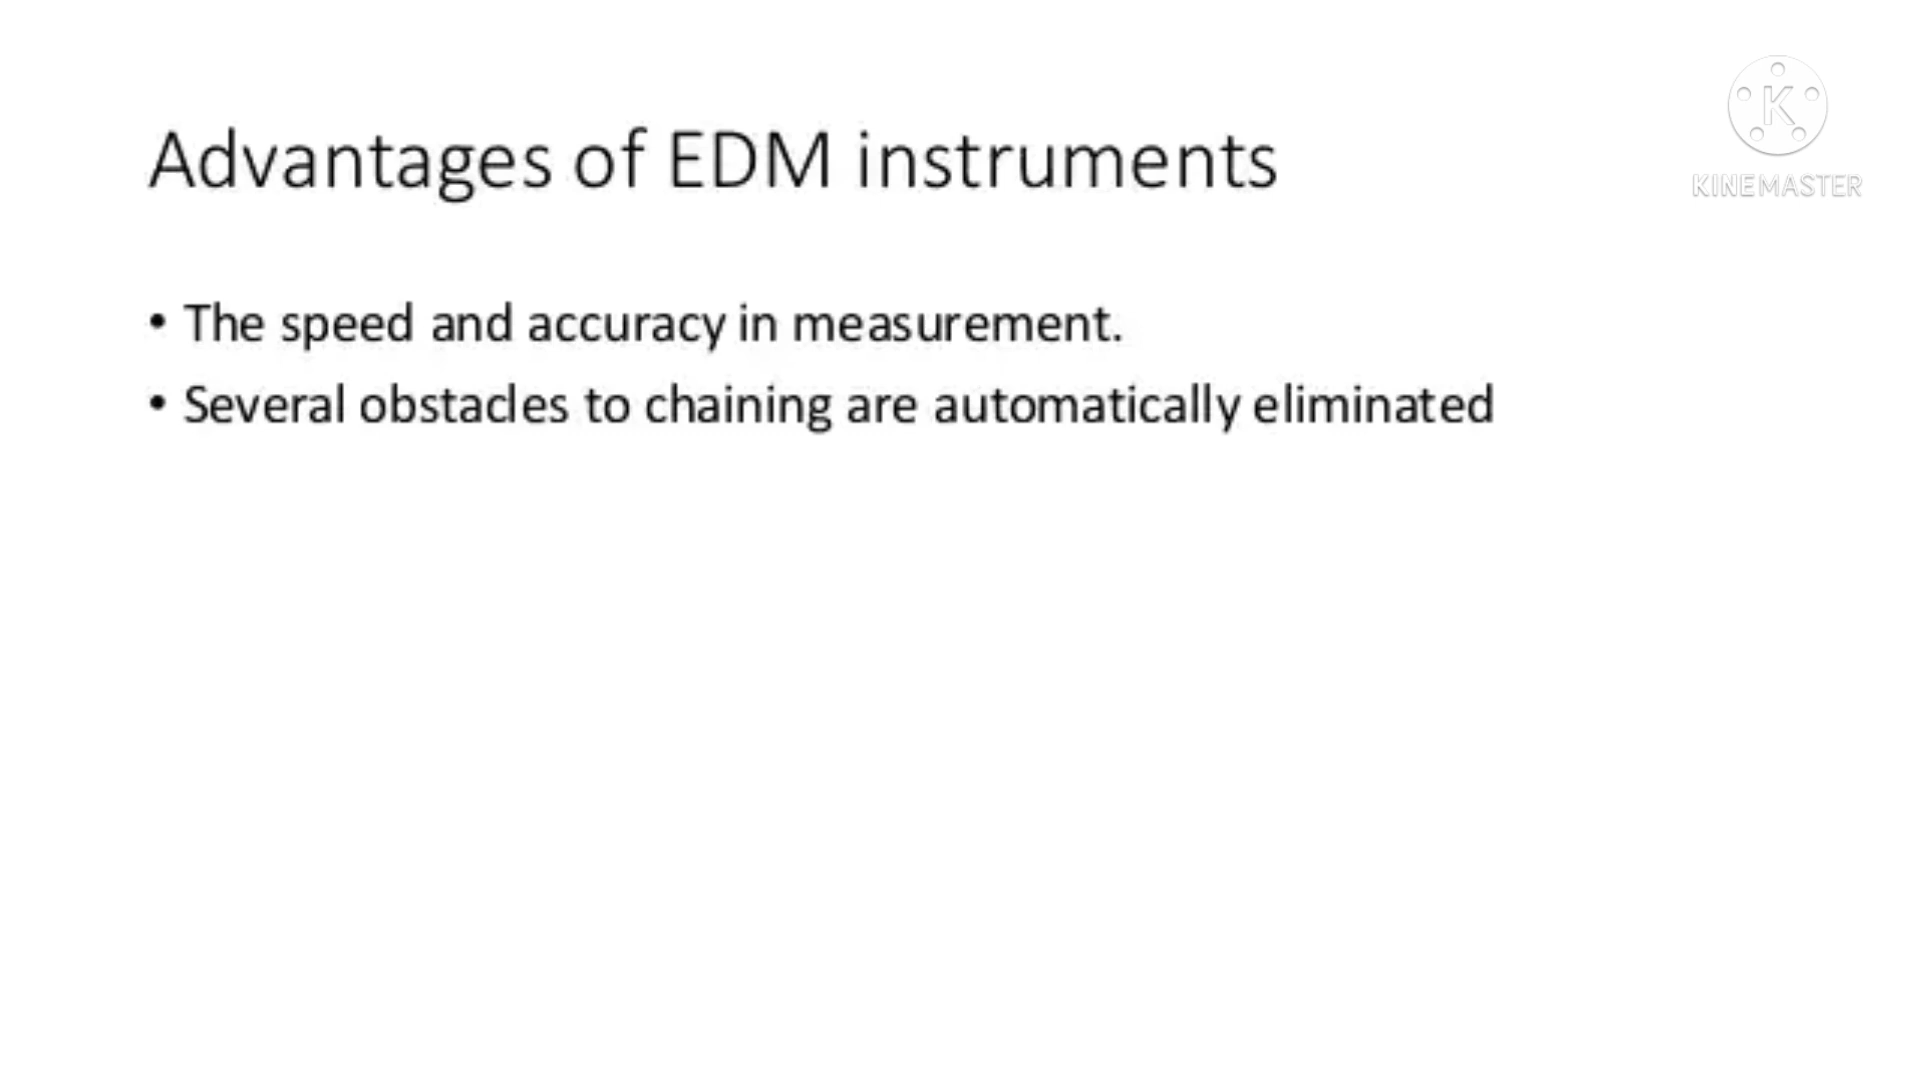 Advantages of EDM instruments
K
KINEMASTER
• The speed and accuracy in measurement.
• Several obstacles to chaining are automatically eliminated